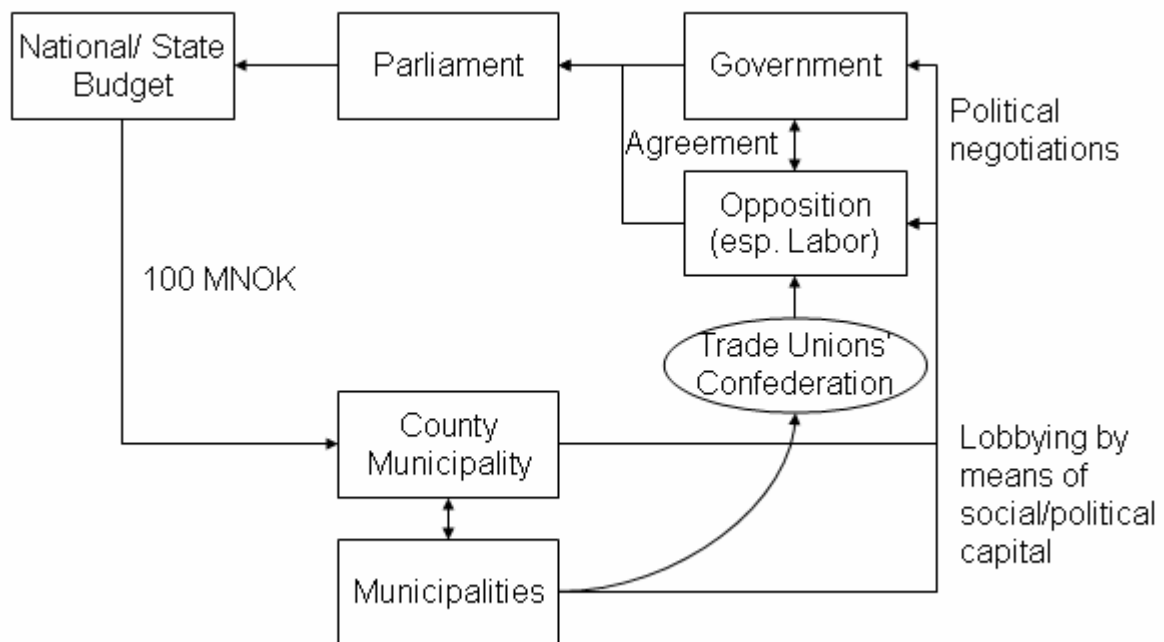 National/ State
Budget
Parliament
Government
Political
negotiations
Agreement
Opposition
(esp. Labor)
100 MNOK
Trade Unions'
Confederation
County
Municipality
Lobbying by
means of
social/political
capital
Municipalities